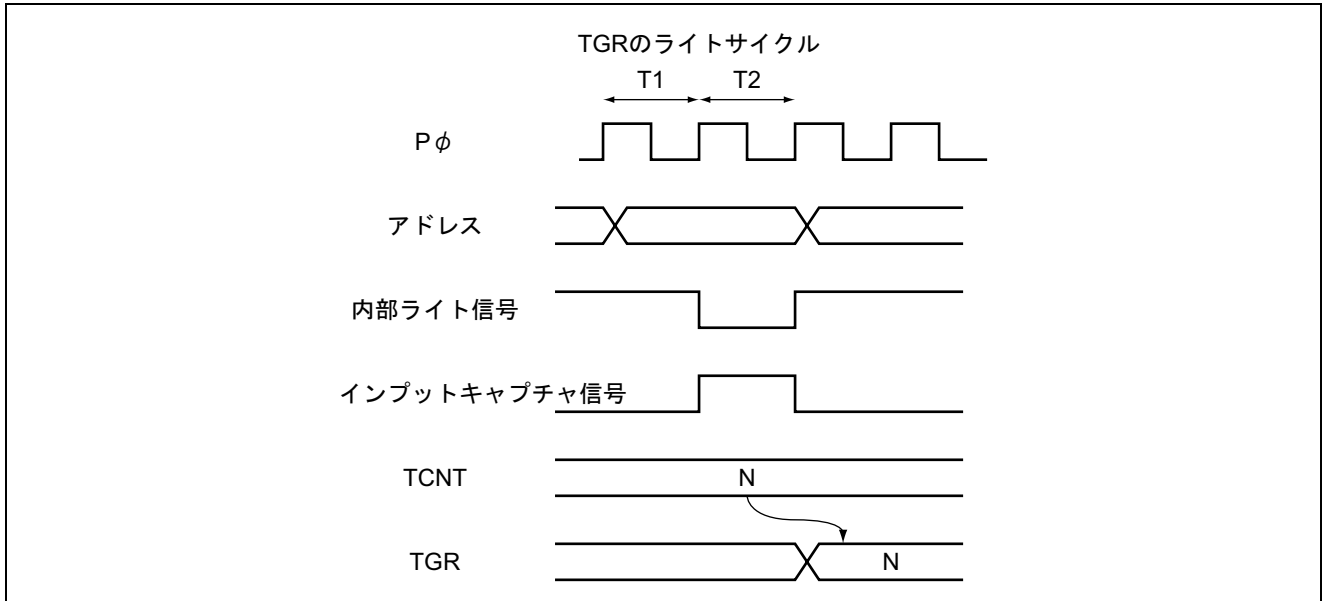 TGRのライトサイクル
T1 T2
Pφ
アドレス
内部ライト信号
インプットキャプチャ信号
TCNT N
TGR N